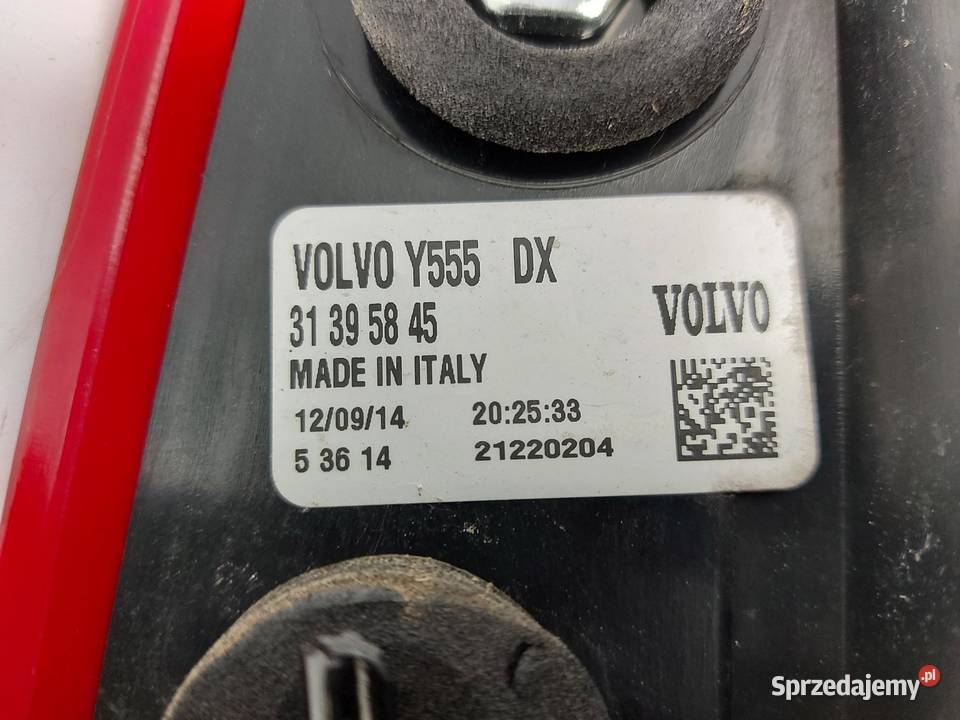 VOLVO Y555 DX
31 39 58 45
VOLVO
MADE IN ITALY
12/09/14 20:25:33
5 36 14 21220204
Sprzedajemy.pl